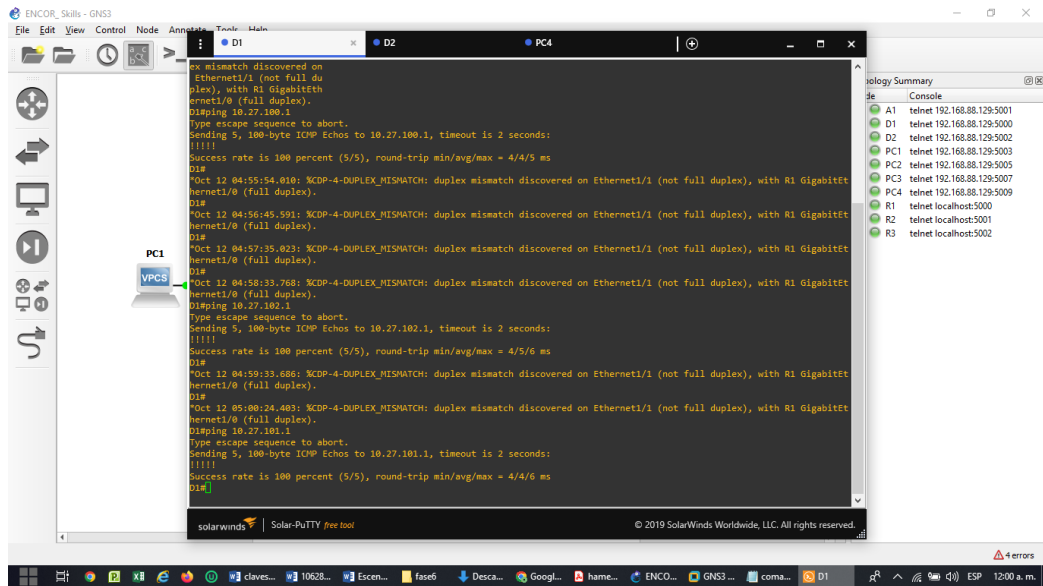 ENCOR_Skills - GNS3
File Edit View Control Node Annotate Tools Help
D1 × D2 PC4
ex mismatch discovered on
 Ethernet1/1 (not full du
plex), with R1 GigabitEth
ernet1/0 (full duplex).
D1#ping 10.27.100.1
Type escape sequence to abort.
Sending 5, 100-byte ICMP Echos to 10.27.100.1, timeout is 2 seconds:
!!!!!
Success rate is 100 percent (5/5), round-trip min/avg/max = 4/4/5 ms
D1#
*Oct 12 04:55:54.010: %CDP-4-DUPLEX_MISMATCH: duplex mismatch discovered on Ethernet1/1 (not full duplex), with R1 GigabitEt
hernet1/0 (full duplex).
D1#
*Oct 12 04:56:45.591: %CDP-4-DUPLEX_MISMATCH: duplex mismatch discovered on Ethernet1/1 (not full duplex), with R1 GigabitEt
hernet1/0 (full duplex).
D1#
*Oct 12 04:57:35.023: %CDP-4-DUPLEX_MISMATCH: duplex mismatch discovered on Ethernet1/1 (not full duplex), with R1 GigabitEt
hernet1/0 (full duplex).
D1#
*Oct 12 04:58:33.768: %CDP-4-DUPLEX_MISMATCH: duplex mismatch discovered on Ethernet1/1 (not full duplex), with R1 GigabitEt
hernet1/0 (full duplex).
D1#ping 10.27.102.1
Type escape sequence to abort.
Sending 5, 100-byte ICMP Echos to 10.27.102.1, timeout is 2 seconds:
!!!!!
Success rate is 100 percent (5/5), round-trip min/avg/max = 4/5/6 ms
D1#
*Oct 12 04:59:33.686: %CDP-4-DUPLEX_MISMATCH: duplex mismatch discovered on Ethernet1/1 (not full duplex), with R1 GigabitEt
hernet1/0 (full duplex).
D1#
*Oct 12 05:00:24.403: %CDP-4-DUPLEX_MISMATCH: duplex mismatch discovered on Ethernet1/1 (not full duplex), with R1 GigabitEt
hernet1/0 (full duplex).
D1#ping 10.27.101.1
Type escape sequence to abort.
Sending 5, 100-byte ICMP Echos to 10.27.101.1, timeout is 2 seconds:
!!!!!
Success rate is 100 percent (5/5), round-trip min/avg/max = 4/4/6 ms
D1#
solarwinds Solar-PuTTY free tool © 2019 SolarWinds Worldwide, LLC. All rights reserved.
PC1
VPCS
pology Summary
de Console
A1 telnet 192.168.88.129:5001
D1 telnet 192.168.88.129:5000
D2 telnet 192.168.88.129:5002
PC1 telnet 192.168.88.129:5003
PC2 telnet 192.168.88.129:5005
PC3 telnet 192.168.88.129:5007
PC4 telnet 192.168.88.129:5009
R1 telnet localhost:5000
R2 telnet localhost:5001
R3 telnet localhost:5002
4 errors
claves... 10628... Escen... fase6 Desca... Googl... hame... ENCO... GNS3 ... coma... D1 ESP 12:00 a. m.